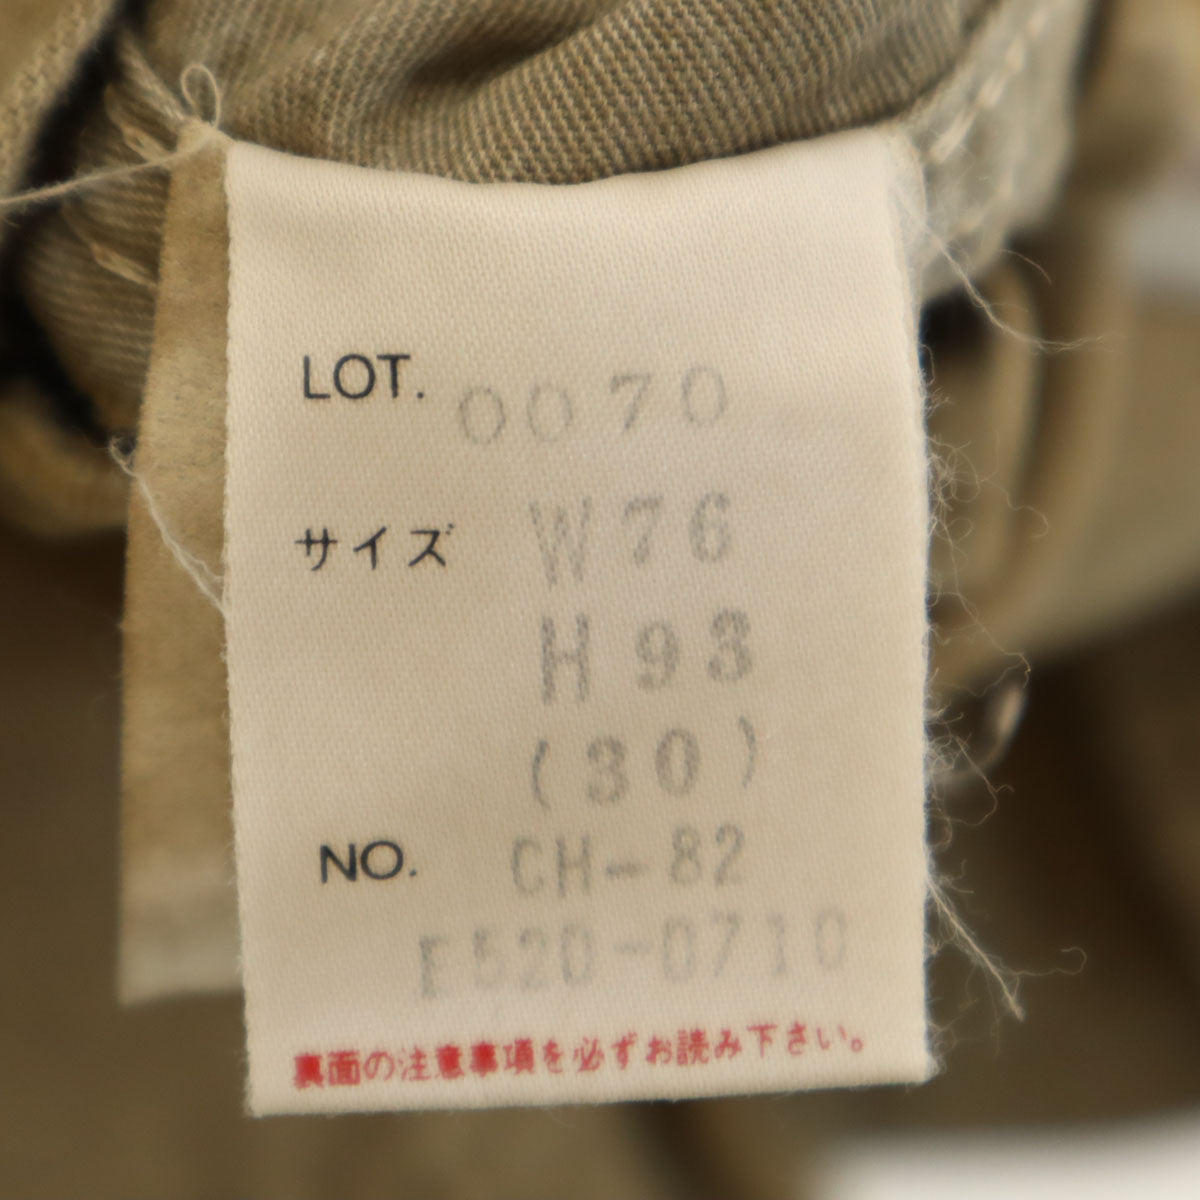 LOT. 0070
サイズ W76
H93
(30)
NO. CH-82
E520-0710
裏面の注意事項を必ずお読み下さい。